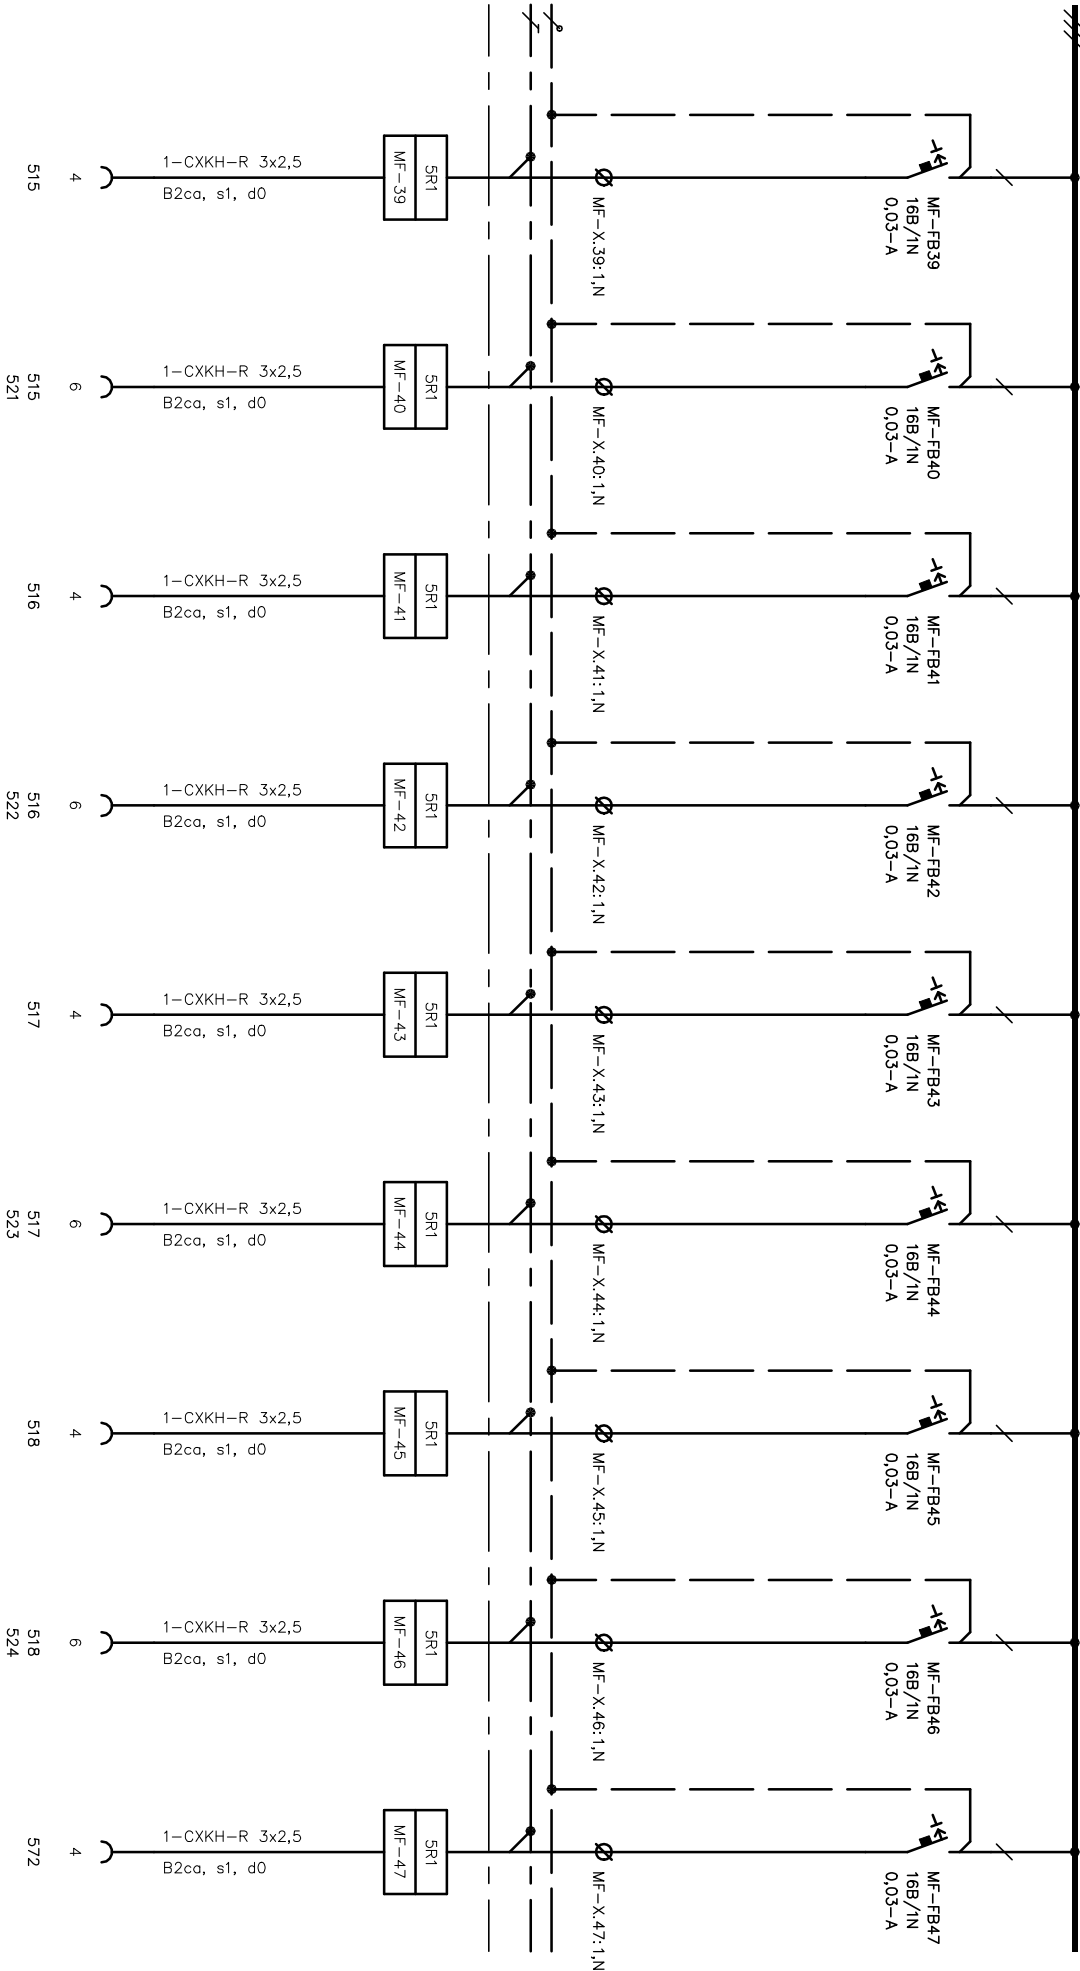 MF-FB39
16B/1N
0,03-A
MF-X.39:1,N
5R1
MF-39
1-CXKH-R 3x2,5
B2ca, s1, d0
4
515
MF-FB40
16B/1N
0,03-A
MF-X.40:1,N
5R1
MF-40
1-CXKH-R 3x2,5
B2ca, s1, d0
6
515
521
MF-FB41
16B/1N
0,03-A
MF-X.41:1,N
5R1
MF-41
1-CXKH-R 3x2,5
B2ca, s1, d0
4
516
MF-FB42
16B/1N
0,03-A
MF-X.42:1,N
5R1
MF-42
1-CXKH-R 3x2,5
B2ca, s1, d0
6
516
522
MF-FB43
16B/1N
0,03-A
MF-X.43:1,N
5R1
MF-43
1-CXKH-R 3x2,5
B2ca, s1, d0
4
517
MF-FB44
16B/1N
0,03-A
MF-X.44:1,N
5R1
MF-44
1-CXKH-R 3x2,5
B2ca, s1, d0
6
517
523
MF-FB45
16B/1N
0,03-A
MF-X.45:1,N
5R1
MF-45
1-CXKH-R 3x2,5
B2ca, s1, d0
4
518
MF-FB46
16B/1N
0,03-A
MF-X.46:1,N
5R1
MF-46
1-CXKH-R 3x2,5
B2ca, s1, d0
6
518
524
MF-FB47
16B/1N
0,03-A
MF-X.47:1,N
5R1
MF-47
1-CXKH-R 3x2,5
B2ca, s1, d0
4
572